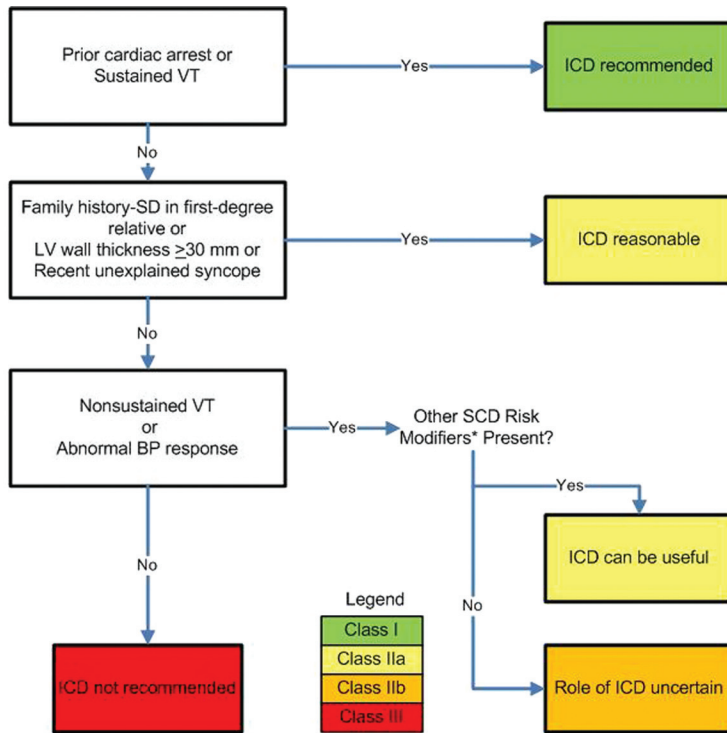 Prior cardiac arrest or
Sustained VT
Yes
ICD recommended
No
Family history-SD in first-degree
relative or
LV wall thickness ≥30 mm or
Recent unexplained syncope
Yes
ICD reasonable
No
Nonsustained VT
or
Abnormal BP response
Yes
Other SCD Risk
Modifiers* Present?
Yes
ICD can be useful
No
No
Legend
Class I
Class IIa
Class IIb
Class III
ICD not recommended
Role of ICD uncertain